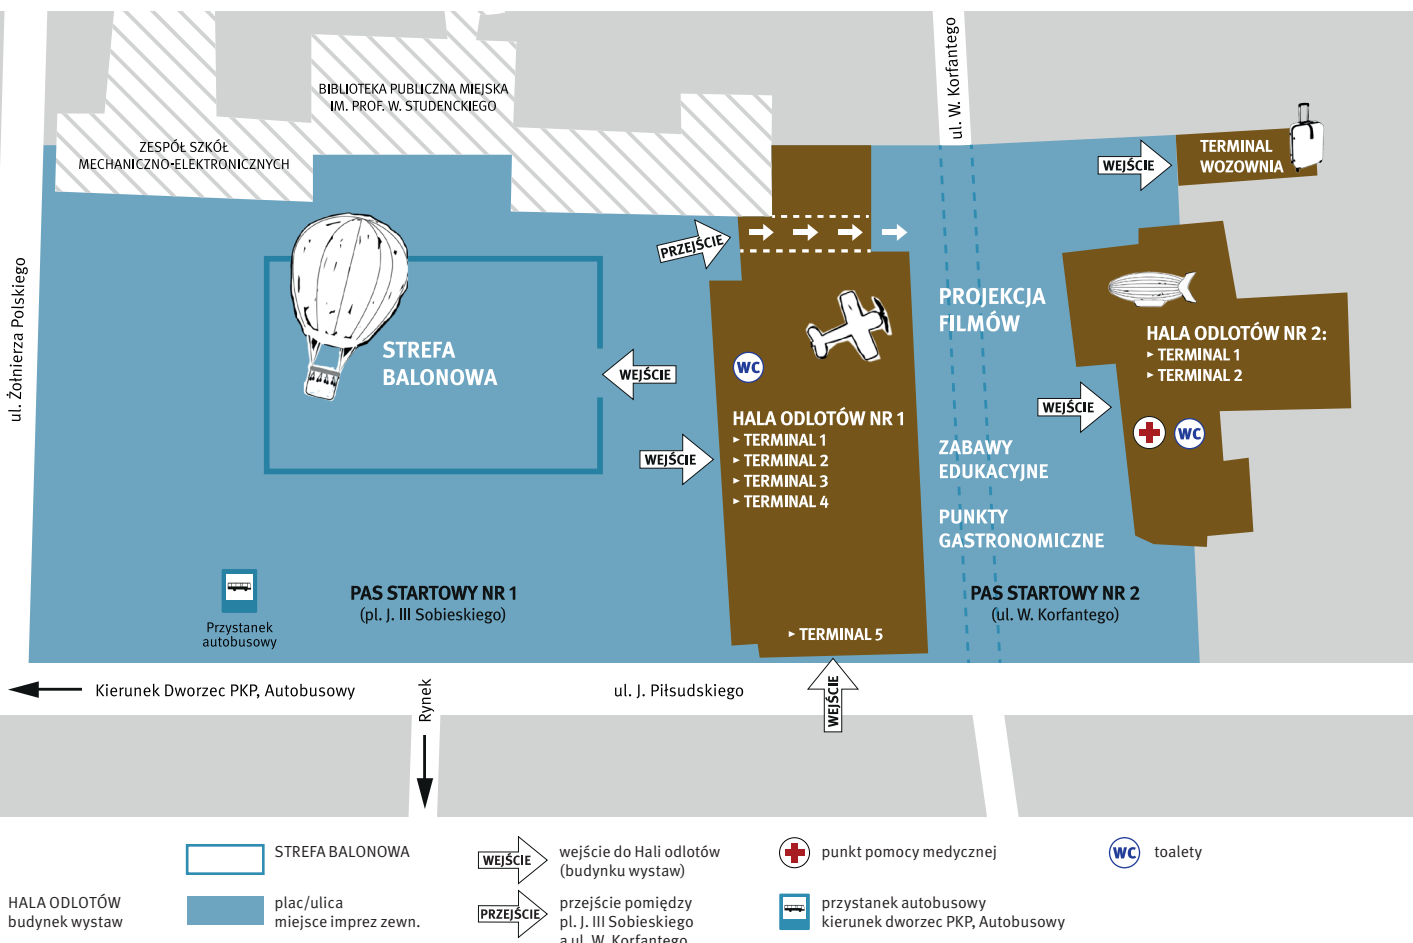 ul. W. Korfantego
BIBLIOTEKA PUBLICZNA MIEJSKA
IM. PROF. W. STUDENCKIEGO
ZESPÓŁ SZKÓŁ
MECHANICZNO-ELEKTRONICZNYCH
TERMINAL
WOZOWNIA
WEJŚCIE
PRZEJŚCIE
ul. Żołnierza Polskiego
STREFA
BALONOWA
WEJŚCIE
WEJŚCIE
WC
HALA ODLOTÓW NR 1
▸ TERMINAL 1
▸ TERMINAL 2
▸ TERMINAL 3
▸ TERMINAL 4
▸ TERMINAL 5
PROJEKCJA
FILMÓW
ZABAWY
EDUKACYJNE
PUNKTY
GASTRONOMICZNE
HALA ODLOTÓW NR 2:
▸ TERMINAL 1
▸ TERMINAL 2
WEJŚCIE
WC
PAS STARTOWY NR 1
(pl. J. III Sobieskiego)
PAS STARTOWY NR 2
(ul. W. Korfantego)
Przystanek
autobusowy
Kierunek Dworzec PKP, Autobusowy
Rynek
ul. J. Piłsudskiego
WEJŚCIE
STREFA BALONOWA
WEJŚCIE
wejście do Hali odlotów
(budynku wystaw)
punkt pomocy medycznej
WC
toalety
HALA ODLOTÓW
budynek wystaw
plac/ulica
miejsce imprez zewn.
PRZEJŚCIE
przejście pomiędzy
pl. J. III Sobieskiego
a ul. W. Korfantego
przystanek autobusowy
kierunek dworzec PKP, Autobusowy